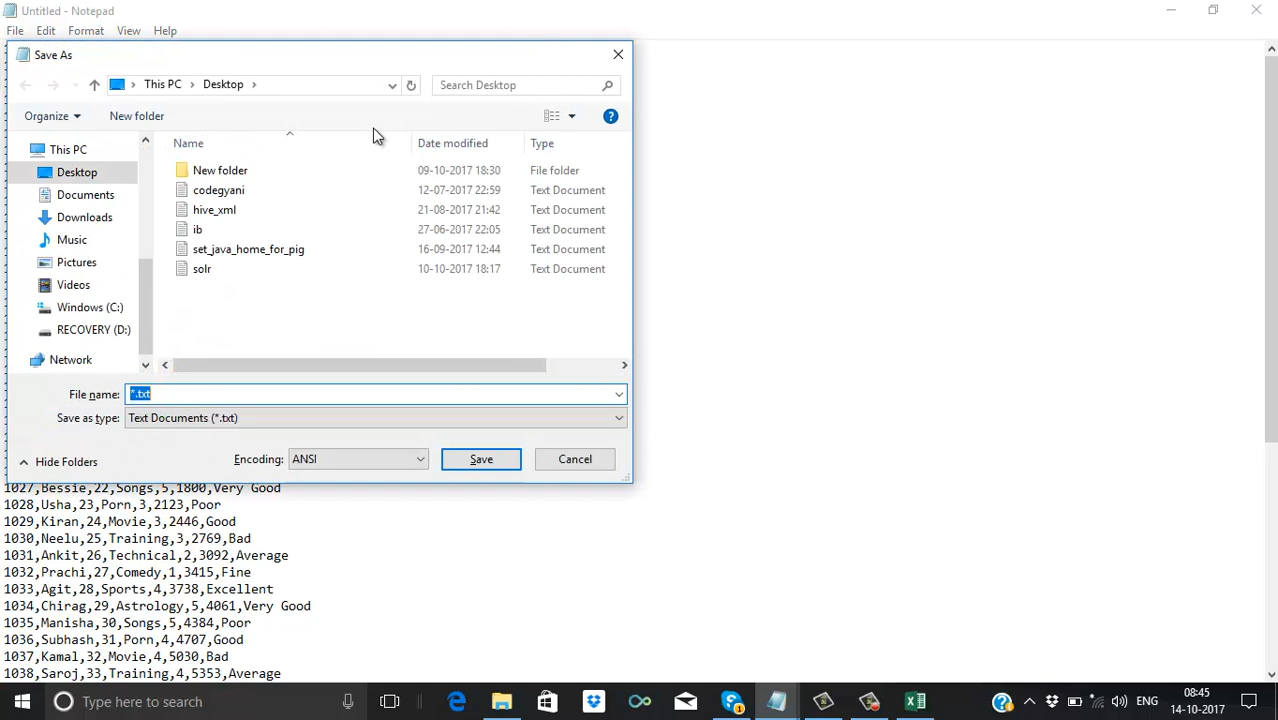 Untitled - Notepad
File Edit Format View Help
Save As
This PC Desktop
Search Desktop
Organize New folder
Name Date modified Type
This PC
Desktop
Documents
Downloads
Music
Pictures
Videos
Windows (C:)
RECOVERY (D:)
Network
New folder 09-10-2017 18:30 File folder
codegyani 12-07-2017 22:59 Text Document
hive_xml 21-08-2017 21:42 Text Document
ib 27-06-2017 22:05 Text Document
set_java_home_for_pig 16-09-2017 12:44 Text Document
solr 10-10-2017 18:17 Text Document
File name: *.txt
Save as type: Text Documents (*.txt)
Hide Folders
Encoding: ANSI Save Cancel
1027,Bessie,22,Songs,5,1800,Very Good
1028,Usha,23,Porn,3,2123,Poor
1029,Kiran,24,Movie,3,2446,Good
1030,Neelu,25,Training,3,2769,Bad
1031,Ankit,26,Technical,2,3092,Average
1032,Prachi,27,Comedy,1,3415,Fine
1033,Agit,28,Sports,4,3738,Excellent
1034,Chirag,29,Astrology,5,4061,Very Good
1035,Manisha,30,Songs,5,4384,Poor
1036,Subhash,31,Porn,4,4707,Good
1037,Kamal,32,Movie,4,5030,Bad
1038,Saroj,33,Training,4,5353,Average
Type here to search
ENG
08:45
14-10-2017